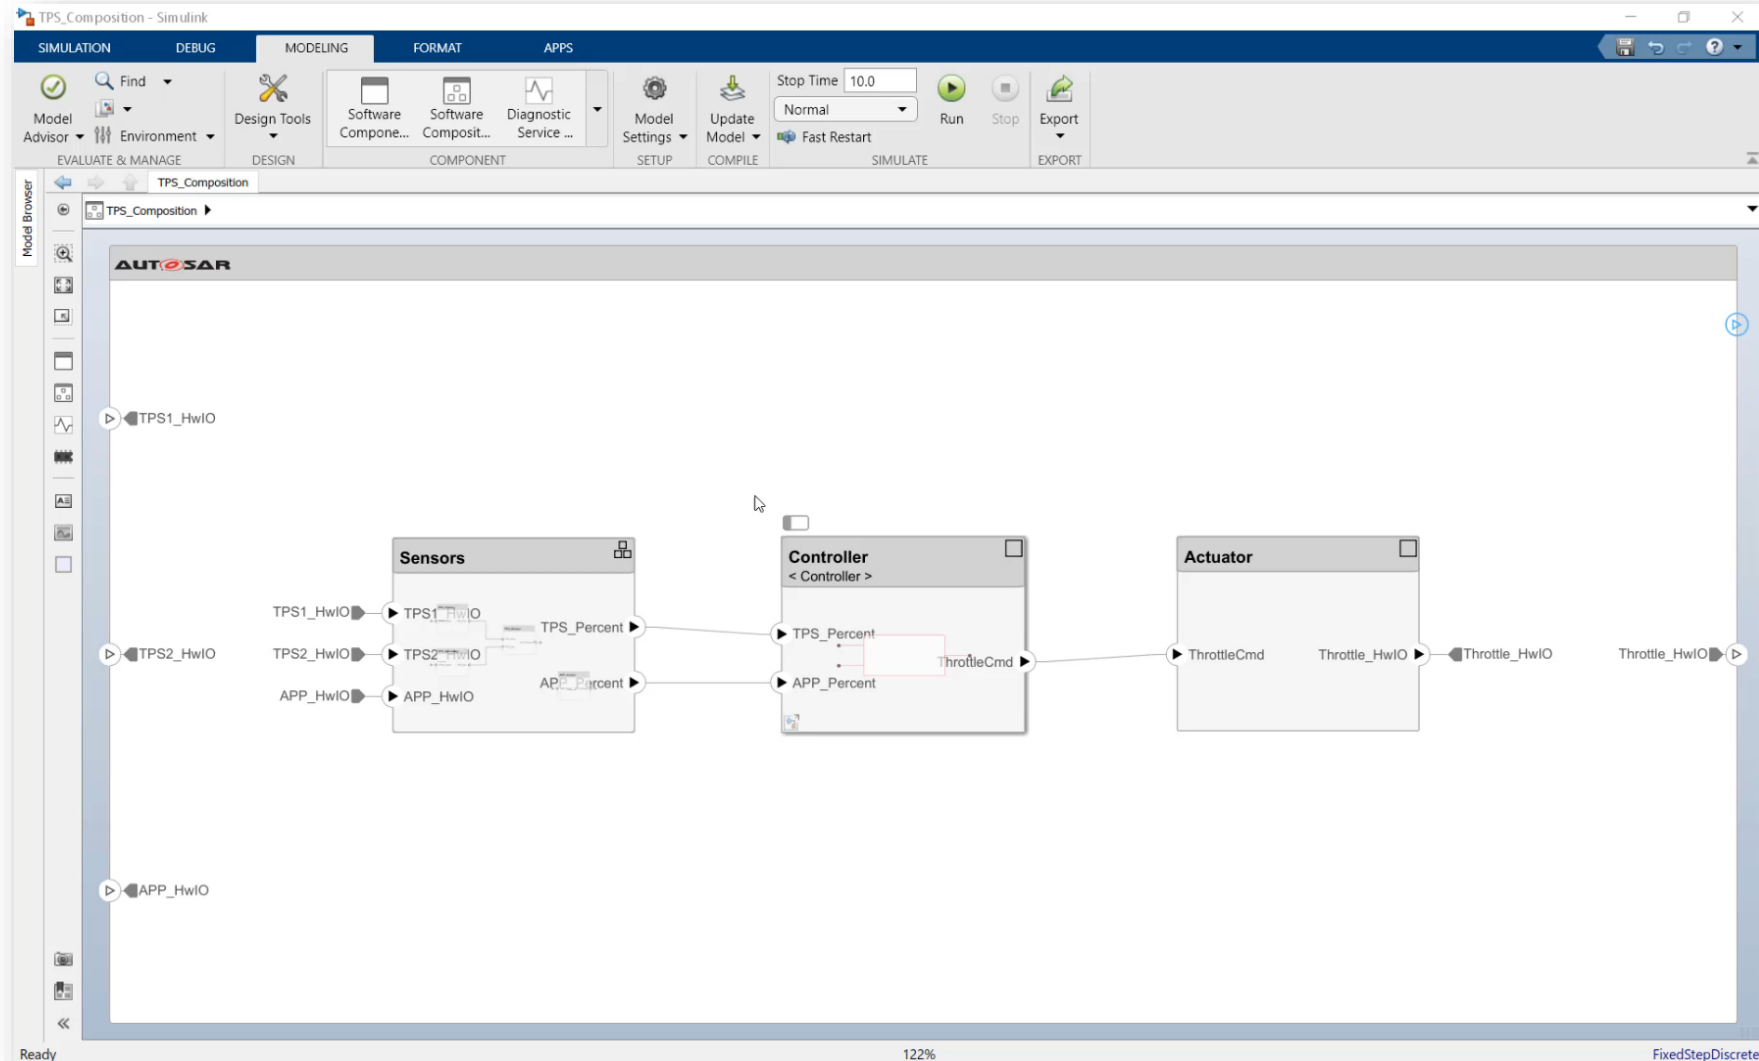 TPS_Composition - Simulink
SIMULATION
DEBUG
MODELING
FORMAT
APPS
Model
Advisor
Find
Environment
EVALUATE & MANAGE
Design Tools
DESIGN
Software
Compone...
Software
Composit...
Diagnostic
Service ...
COMPONENT
Model
Settings
SETUP
Update
Model
COMPILE
Stop Time 10.0
Normal
Fast Restart
Run
Stop
SIMULATE
Export
EXPORT
Model Browser
TPS_Composition
TPS_Composition
AUTOSAR
TPS1_HwIO
TPS2_HwIO
APP_HwIO
TPS1_HwIO
TPS2_HwIO
APP_HwIO
Sensors
TPS1_HwIO
TPS2_HwIO
APP_HwIO
TPS_Percent
APP_Percent
Controller
< Controller >
TPS_Percent
APP_Percent
ThrottleCmd
Actuator
ThrottleCmd
Throttle_HwIO
Throttle_HwIO
Throttle_HwIO
Ready
122%
FixedStepDiscrete